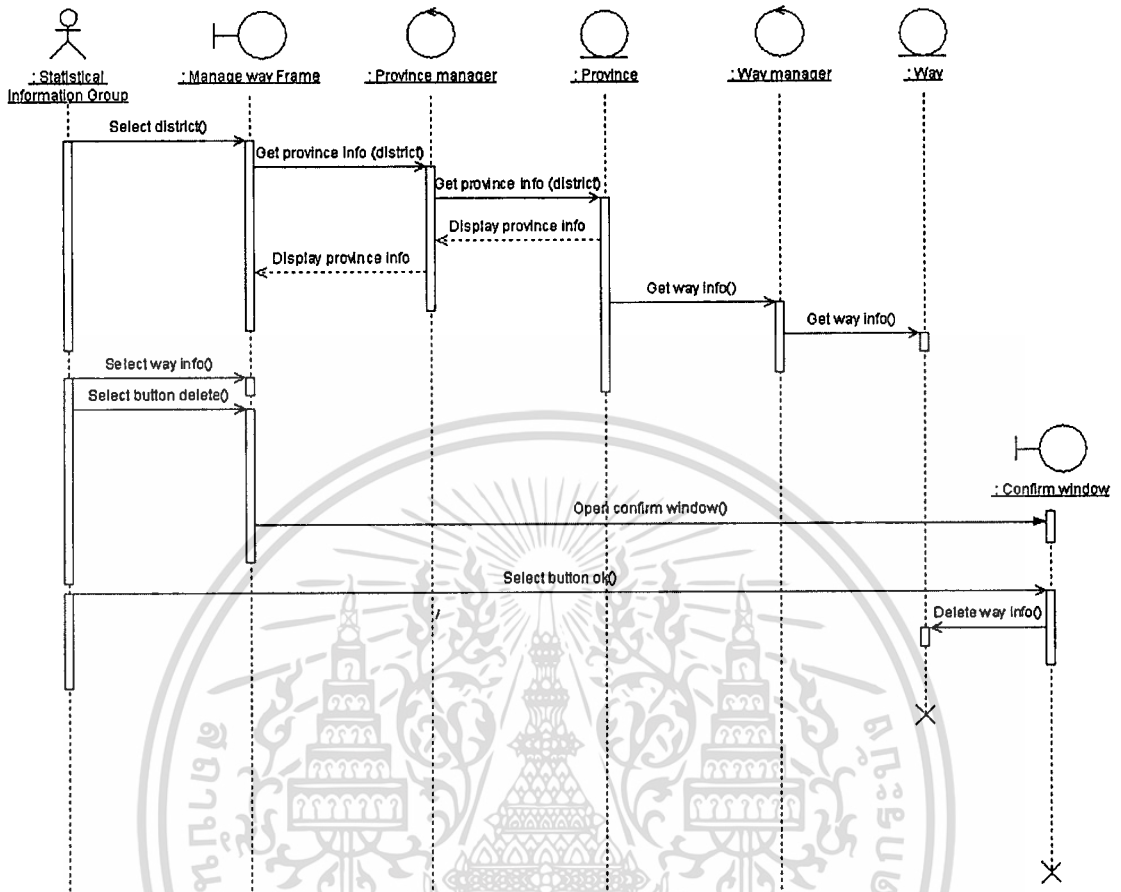 : Statistical
Information Group
: Manage way Frame
: Province manager
: Province
: Way manager
: Way
Select district()
Get province info (district)
Get province info (district)
Display province info
Display province info
Get way info()
Get way info()
Select way info()
Select button delete()
: Confirm window
Open confirm window()
Select button ok()
Delete way info()